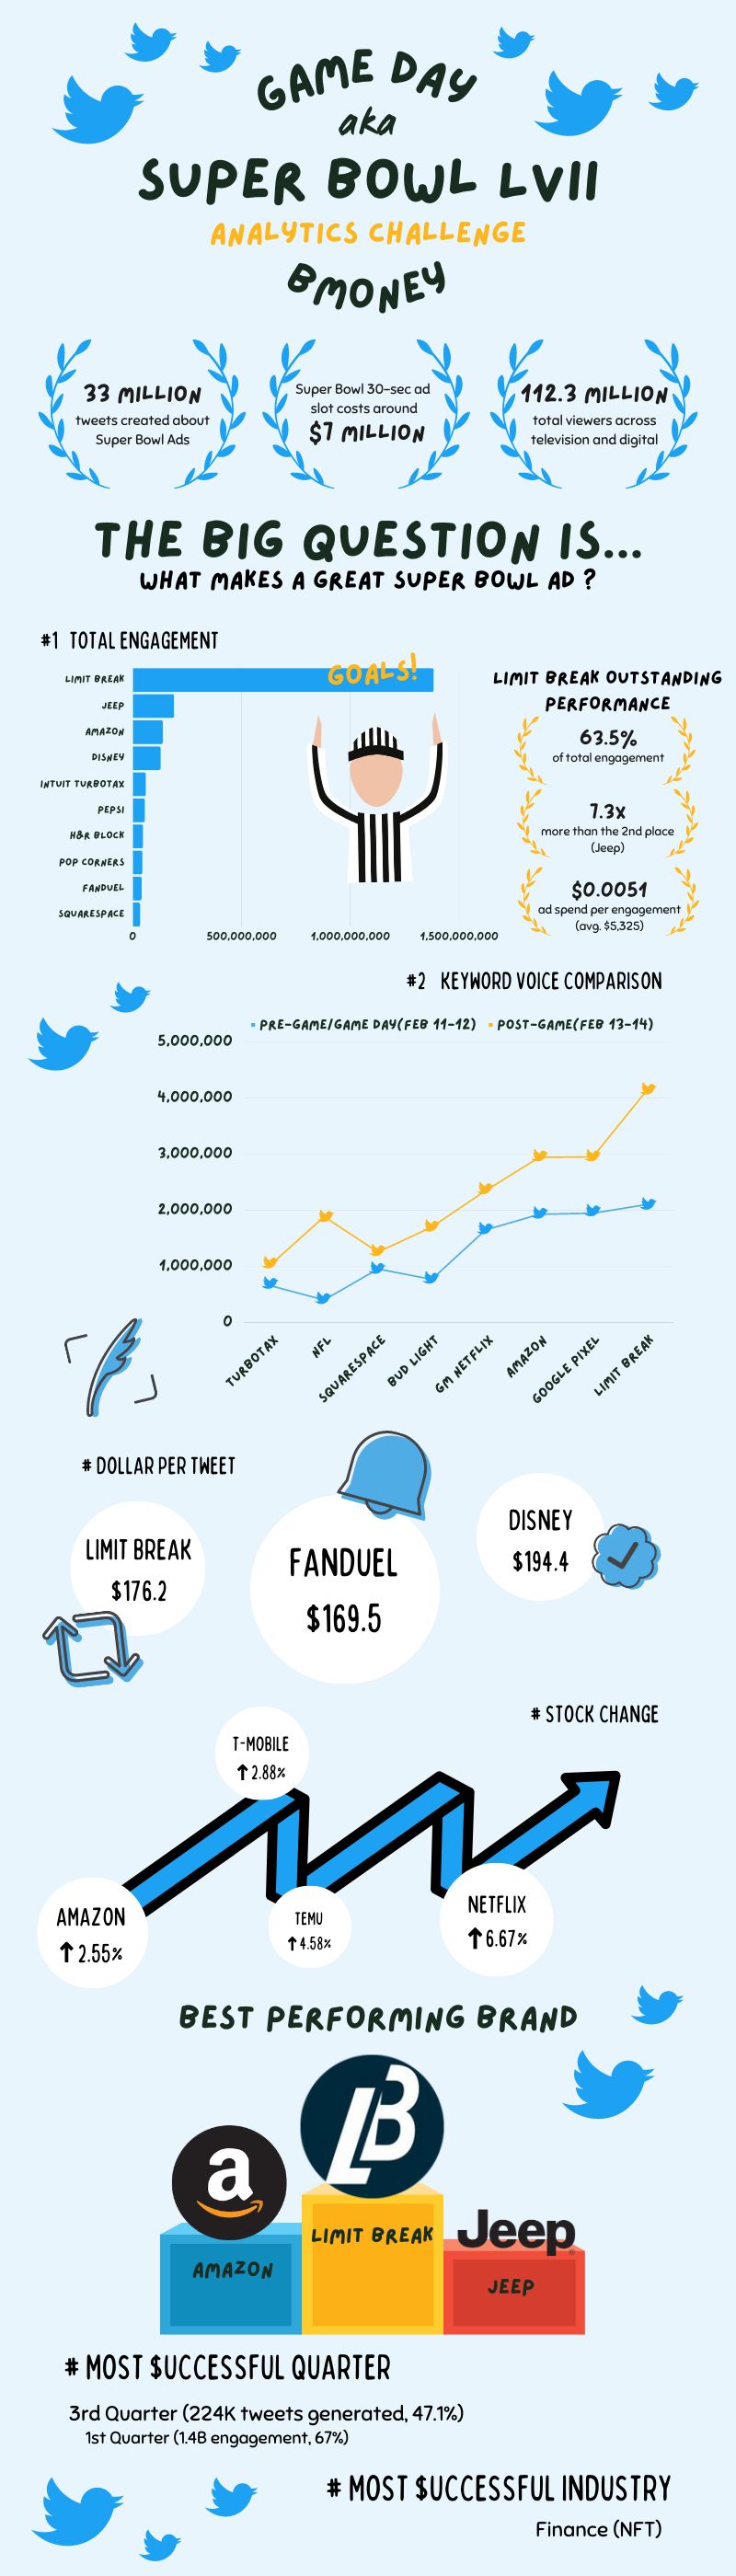 GAME DAY
aka
SUPER BOWL LVII
ANALYTICS CHALLENGE
BMONEY
33 MILLION
tweets created about
Super Bowl Ads
Super Bowl 30-sec ad
slot costs around
$7 MILLION
112.3 MILLION
total viewers across
television and digital
THE BIG QUESTION IS...
WHAT MAKES A GREAT SUPER BOWL AD ?
#1 TOTAL ENGAGEMENT
GOALS!
LIMIT BREAK
JEEP
AMAZON
DISNEY
INTUIT TURBOTAX
PEPSI
H&R BLOCK
POP CORNERS
FANDUEL
SQUARESPACE
0 500,000,000 1,000,000,000 1,500,000,000
LIMIT BREAK OUTSTANDING
PERFORMANCE
63.5%
of total engagement
7.3x
more than the 2nd place
(Jeep)
$0.0051
ad spend per engagement
(avg. $5,325)
#2 KEYWORD VOICE COMPARISON
PRE-GAME/GAME DAY(FEB 11-12) POST-GAME(FEB 13-14)
5,000,000
4,000,000
3,000,000
2,000,000
1,000,000
0
TURBOTAX
NFL
SQUARESPACE
BUD LIGHT
GM NETFLIX
AMAZON
GOOGLE PIXEL
LIMIT BREAK
# DOLLAR PER TWEET
LIMIT BREAK
$176.2
FANDUEL
$169.5
DISNEY
$194.4
# STOCK CHANGE
T-MOBILE
↑2.88%
AMAZON
↑2.55%
TEMU
↑4.58%
NETFLIX
↑6.67%
BEST PERFORMING BRAND
a
LB
Jeep
AMAZON
LIMIT BREAK
JEEP
# MOST $UCCESSFUL QUARTER
3rd Quarter (224K tweets generated, 47.1%)
1st Quarter (1.4B engagement, 67%)
# MOST $UCCESSFUL INDUSTRY
Finance (NFT)